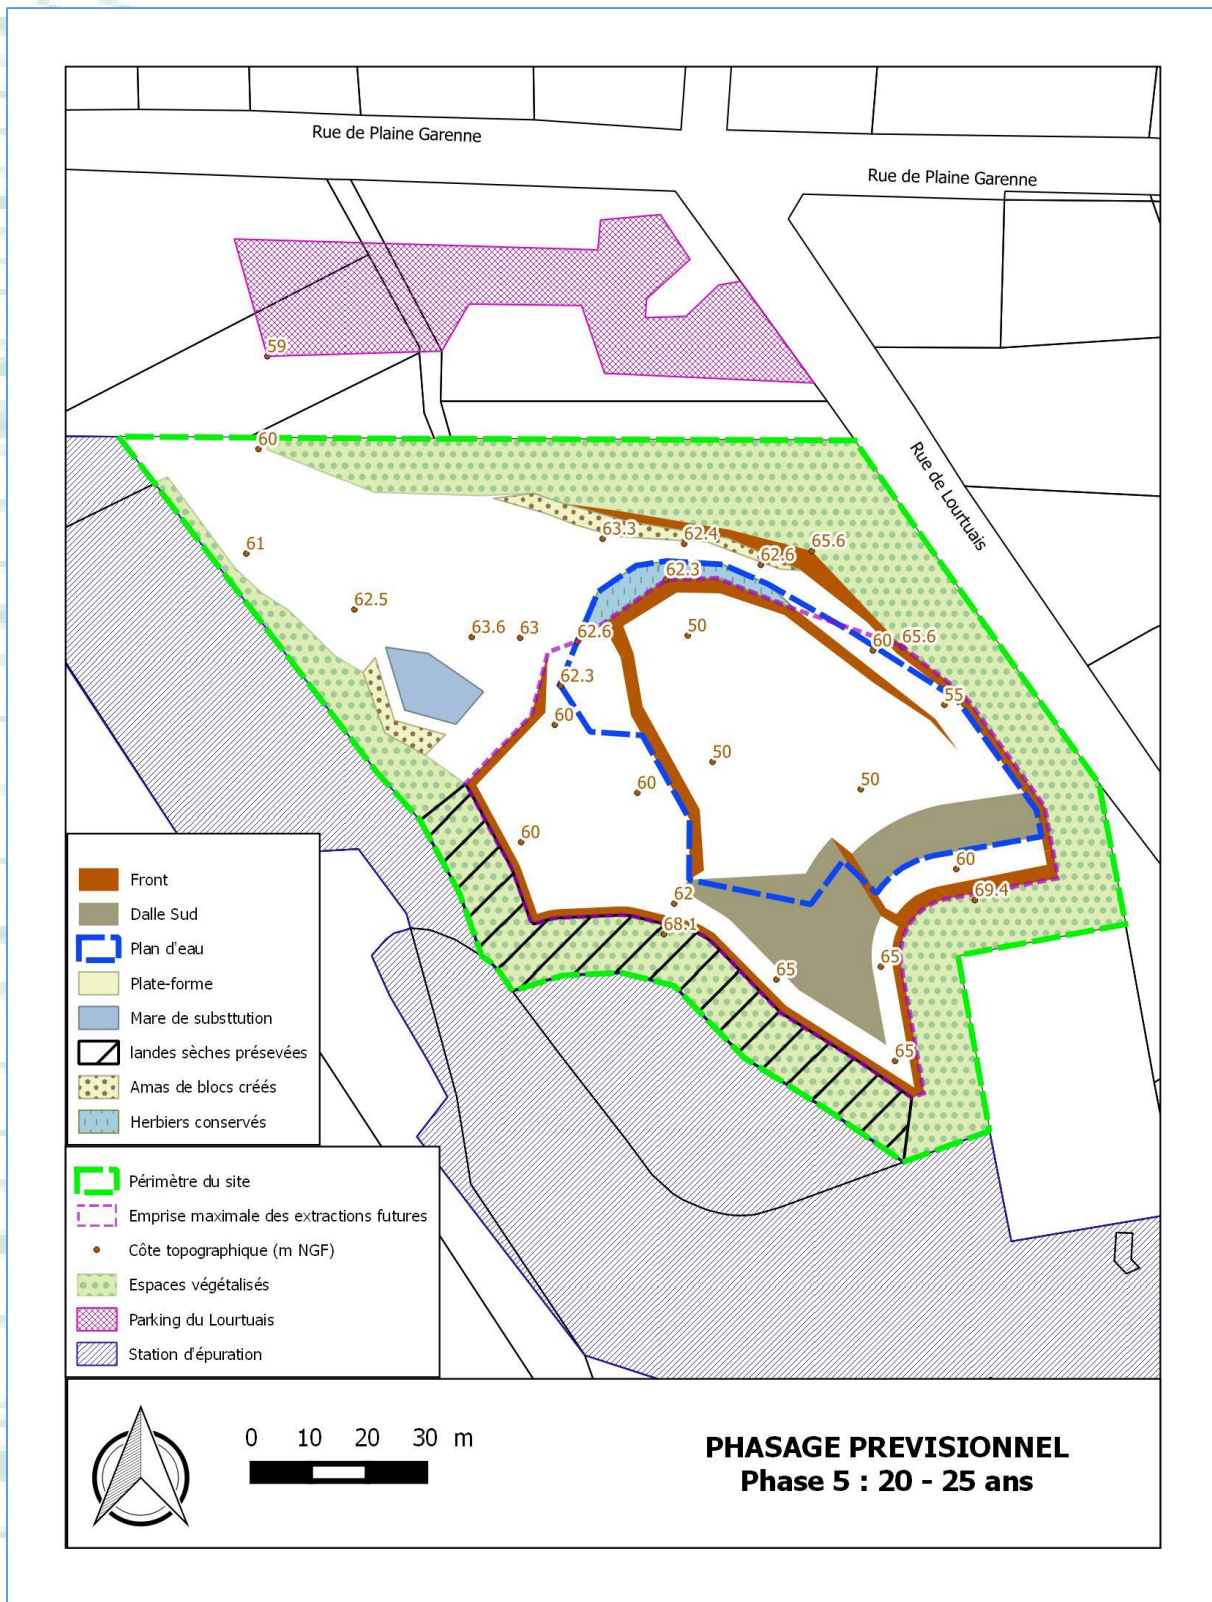 Rue de Plaine Garenne
Rue de Plaine Garenne
59
60
Rue de Lourtuais
63.3
62.4
65.6
62.6
61
62.3
62.5
63.6
63
62.6
50
60
65.6
62.3
55
60
50
60
50
60
60
62
69.4
68.1
65
65
65
Front
Dalle Sud
Plan d'eau
Plate-forme
Mare de substtution
landes sèches présevées
Amas de blocs créés
Herbiers conservés
Périmètre du site
Emprise maximale des extractions futures
Côte topographique (m NGF)
Espaces végétalisés
Parking du Lourtuais
Station d'épuration
0 10 20 30 m
PHASAGE PREVISIONNEL
Phase 5 : 20 - 25 ans